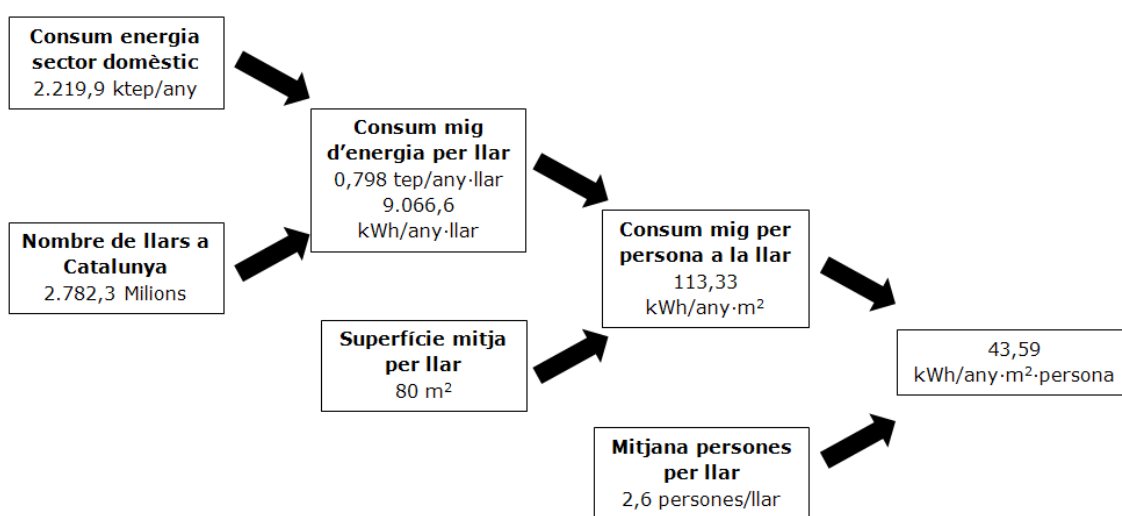 Consum energia
sector domèstic
2.219,9 ktep/any
Consum mig
d'energia per llar
0,798 tep/any·llar
9.066,6
kWh/any·llar
Nombre de llars a
Catalunya
2.782,3 Milions
Consum mig per
persona a la llar
113,33
kWh/any·m²
Superfície mitja
per llar
80 m²
43,59
kWh/any·m²·persona
Mitjana persones
per llar
2,6 persones/llar